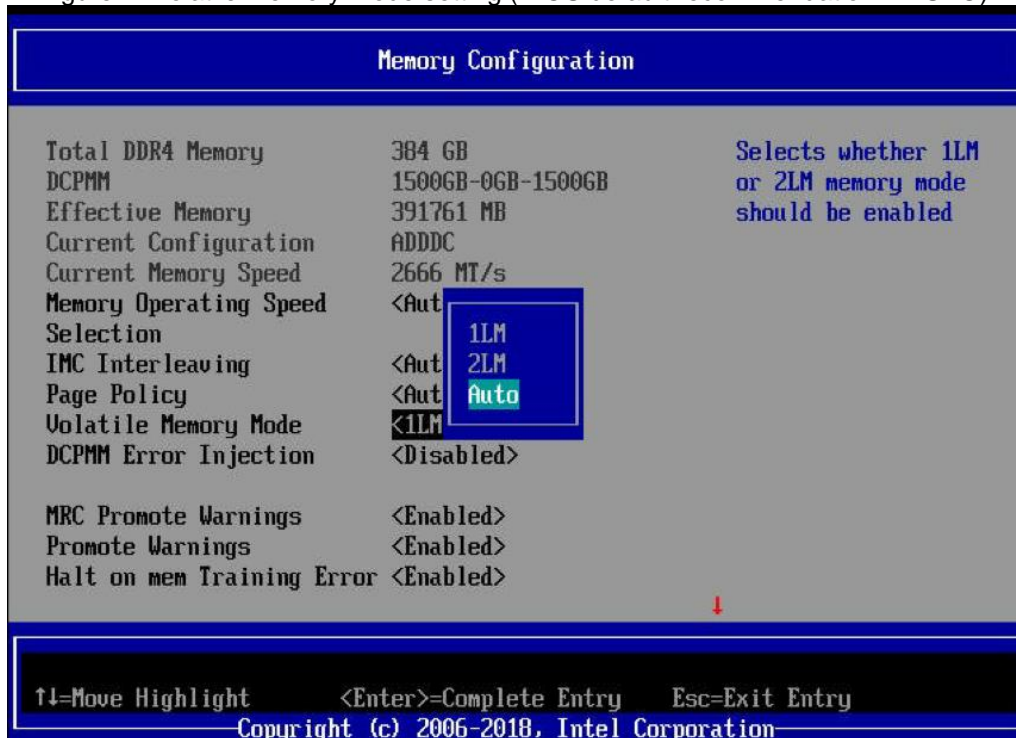 Memory Configuration
Total DDR4 Memory 384 GB
DCPMM 1500GB-0GB-1500GB
Effective Memory 391761 MB
Current Configuration ADDDC
Current Memory Speed 2666 MT/s
Memory Operating Speed <Aut
Selection
IMC Interleaving <Aut
Page Policy <Aut
Volatile Memory Mode <1LM
DCPMM Error Injection <Disabled>
MRC Promote Warnings <Enabled>
Promote Warnings <Enabled>
Halt on mem Training Error <Enabled>
1LM
2LM
Auto
Selects whether 1LM
or 2LM memory mode
should be enabled
↓
↑↓=Move Highlight <Enter>=Complete Entry Esc=Exit Entry
Copyright (c) 2006-2018, Intel Corporation